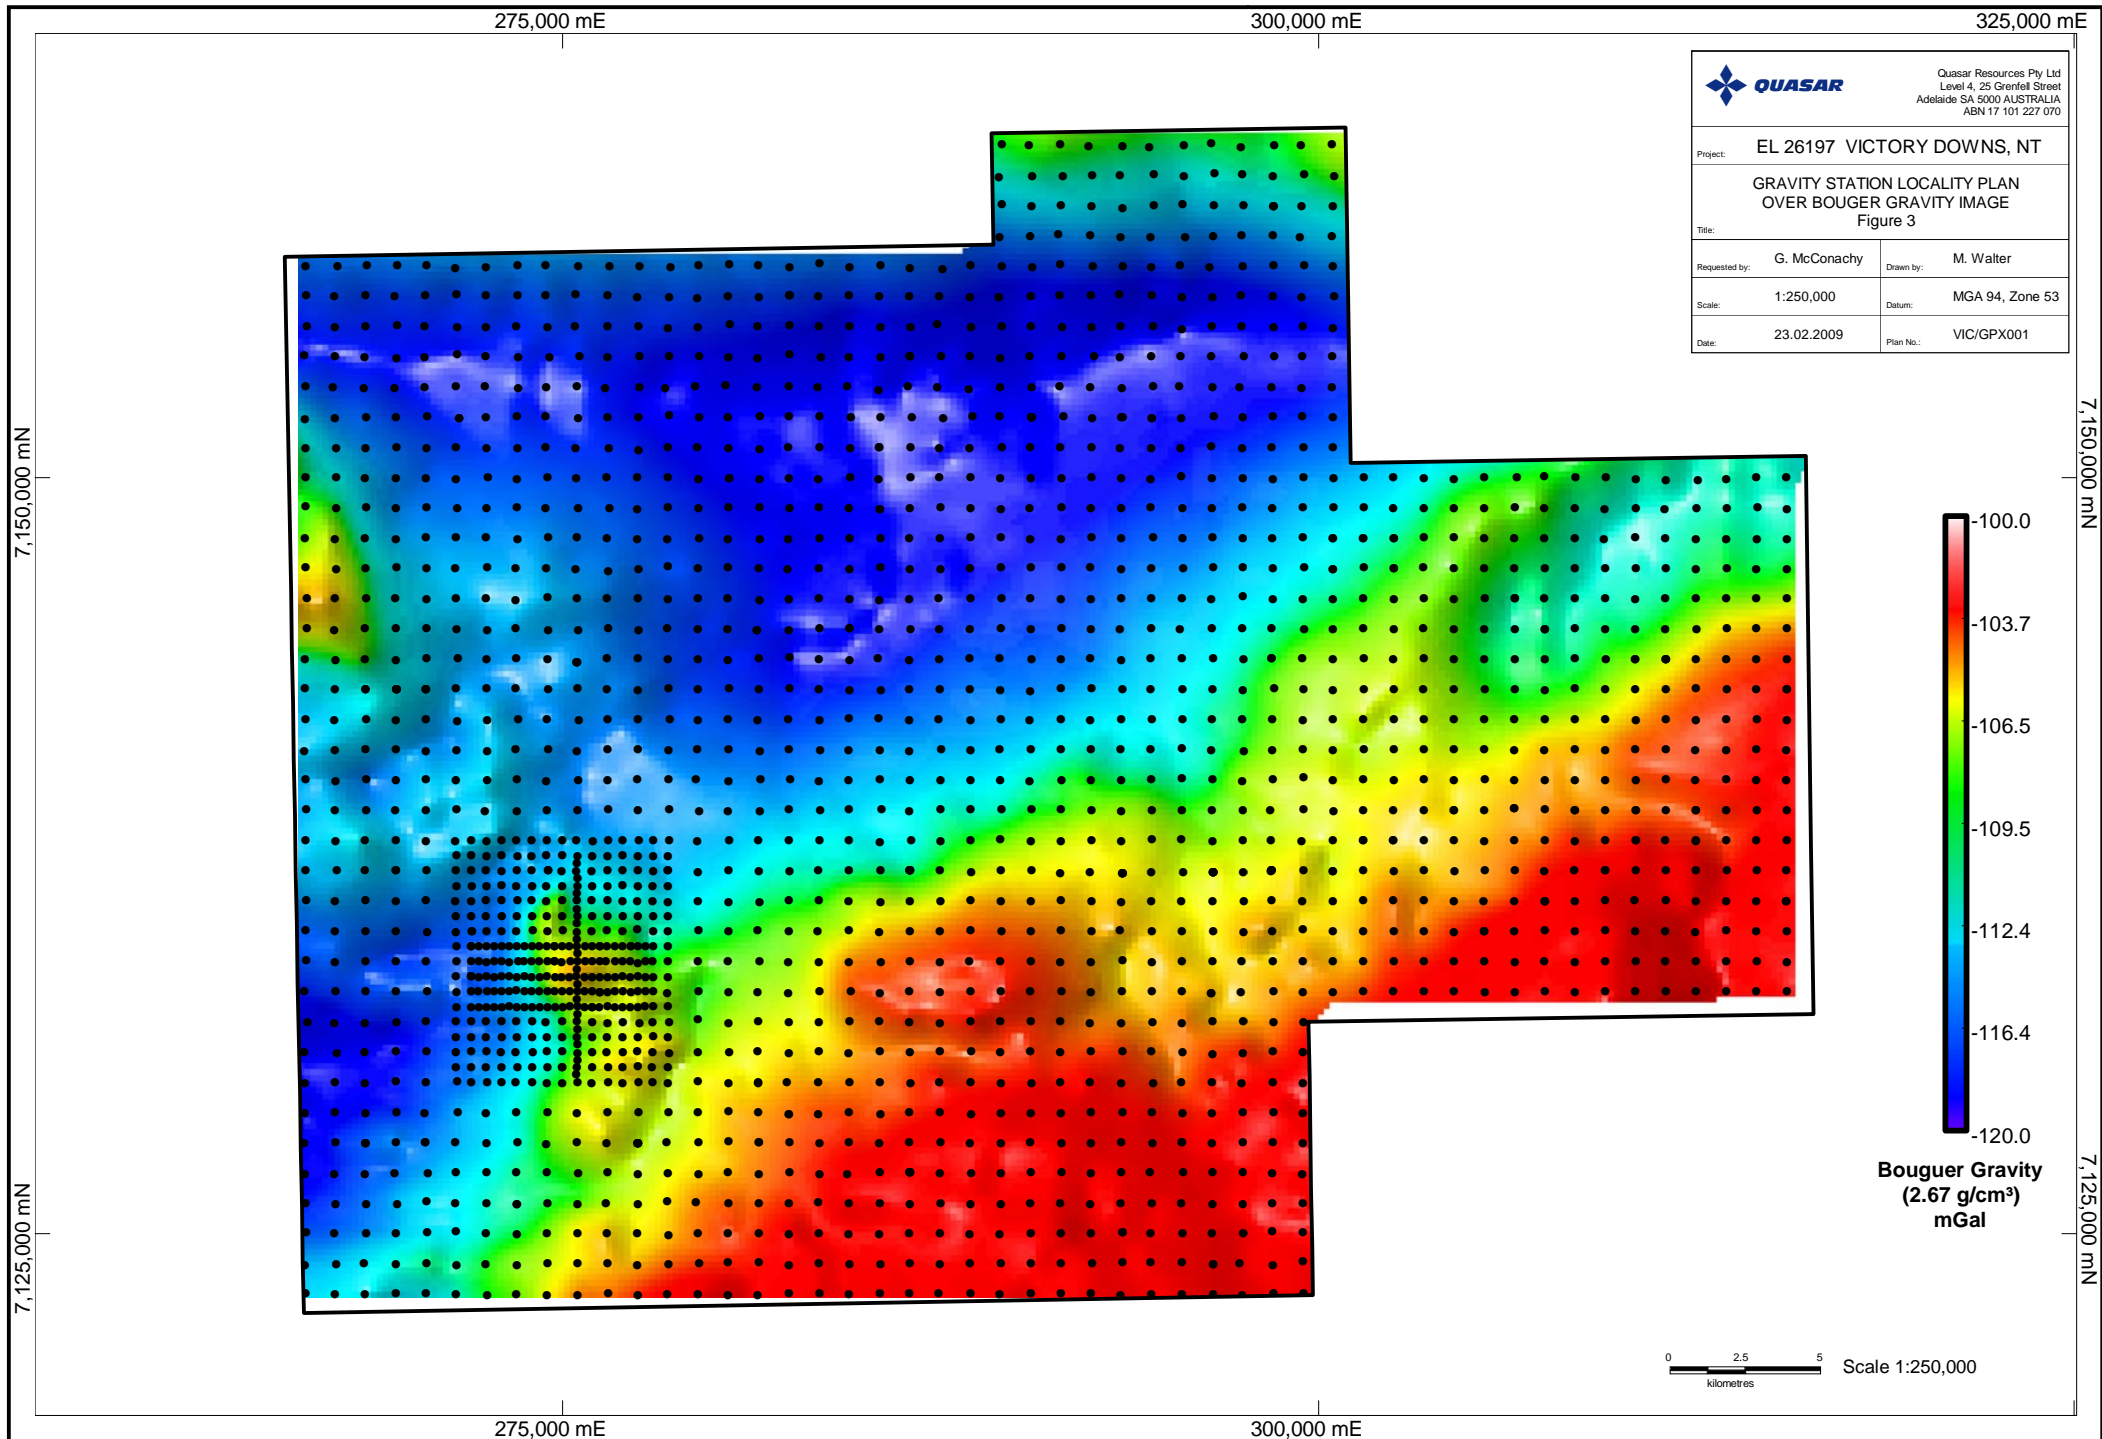 275,000 mE
300,000 mE
325,000 mE
QUASAR
Quasar Resources Pty Ltd
Level 4, 25 Grenfell Street
Adelaide SA 5000 AUSTRALIA
ABN 17 101 227 070
Project: EL 26197 VICTORY DOWNS, NT
GRAVITY STATION LOCALITY PLAN
OVER BOUGER GRAVITY IMAGE
Title: Figure 3
Requested by: G. McConachy
Drawn by: M. Walter
Scale: 1:250,000
Datum: MGA 94, Zone 53
Date: 23.02.2009
Plan No.: VIC/GPX001
7,150,000 mN
7,150,000 mN
-100.0
-103.7
-106.5
-109.5
-112.4
-116.4
-120.0
Bouguer Gravity
(2.67 g/cm³)
mGal
7,125,000 mN
7,125,000 mN
0 2.5 5
kilometres
Scale 1:250,000
275,000 mE
300,000 mE